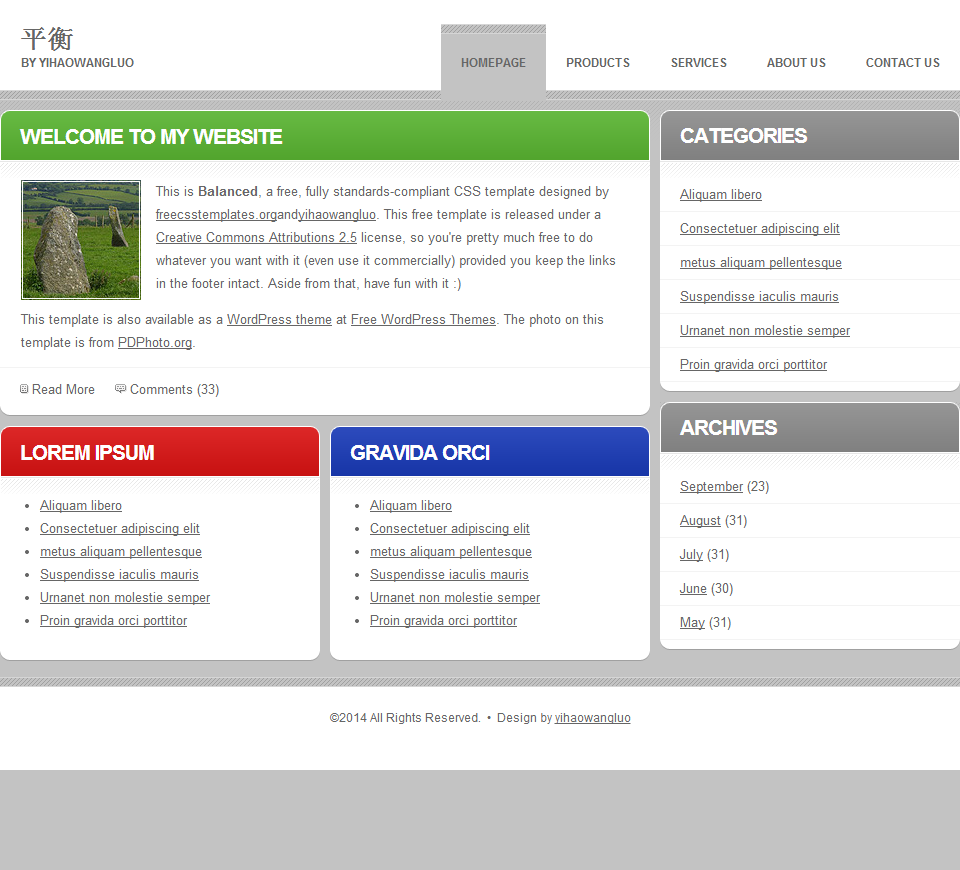 平衡
BY YIHAOWANGLUO
HOMEPAGE
PRODUCTS
SERVICES
ABOUT US
CONTACT US
WELCOME TO MY WEBSITE
This is Balanced, a free, fully standards-compliant CSS template designed by
freecsstemplates.organdyihaowangluo. This free template is released under a
Creative Commons Attributions 2.5 license, so you're pretty much free to do
whatever you want with it (even use it commercially) provided you keep the links
in the footer intact. Aside from that, have fun with it :)
This template is also available as a WordPress theme at Free WordPress Themes. The photo on this
template is from PDPhoto.org.
Read More
Comments (33)
LOREM IPSUM
• Aliquam libero
• Consectetuer adipiscing elit
• metus aliquam pellentesque
• Suspendisse iaculis mauris
• Urnanet non molestie semper
• Proin gravida orci porttitor
GRAVIDA ORCI
• Aliquam libero
• Consectetuer adipiscing elit
• metus aliquam pellentesque
• Suspendisse iaculis mauris
• Urnanet non molestie semper
• Proin gravida orci porttitor
CATEGORIES
Aliquam libero
Consectetuer adipiscing elit
metus aliquam pellentesque
Suspendisse iaculis mauris
Urnanet non molestie semper
Proin gravida orci porttitor
ARCHIVES
September (23)
August (31)
July (31)
June (30)
May (31)
©2014 All Rights Reserved. • Design by yihaowangluo